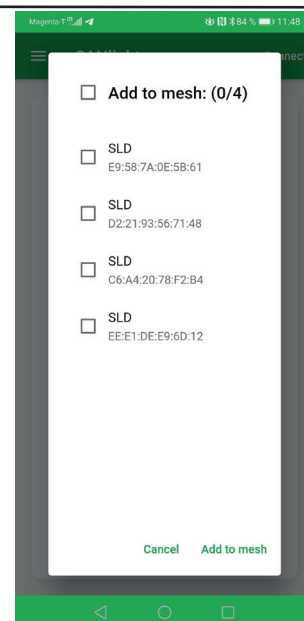 Magenta-T 84 % 11:48
Add to mesh: (0/4)
SLD
E9:58:7A:0E:5B:61
SLD
D2:21:93:56:71:48
SLD
C6:A4:20:78:F2:B4
SLD
EE:E1:DE:E9:6D:12
Cancel Add to mesh